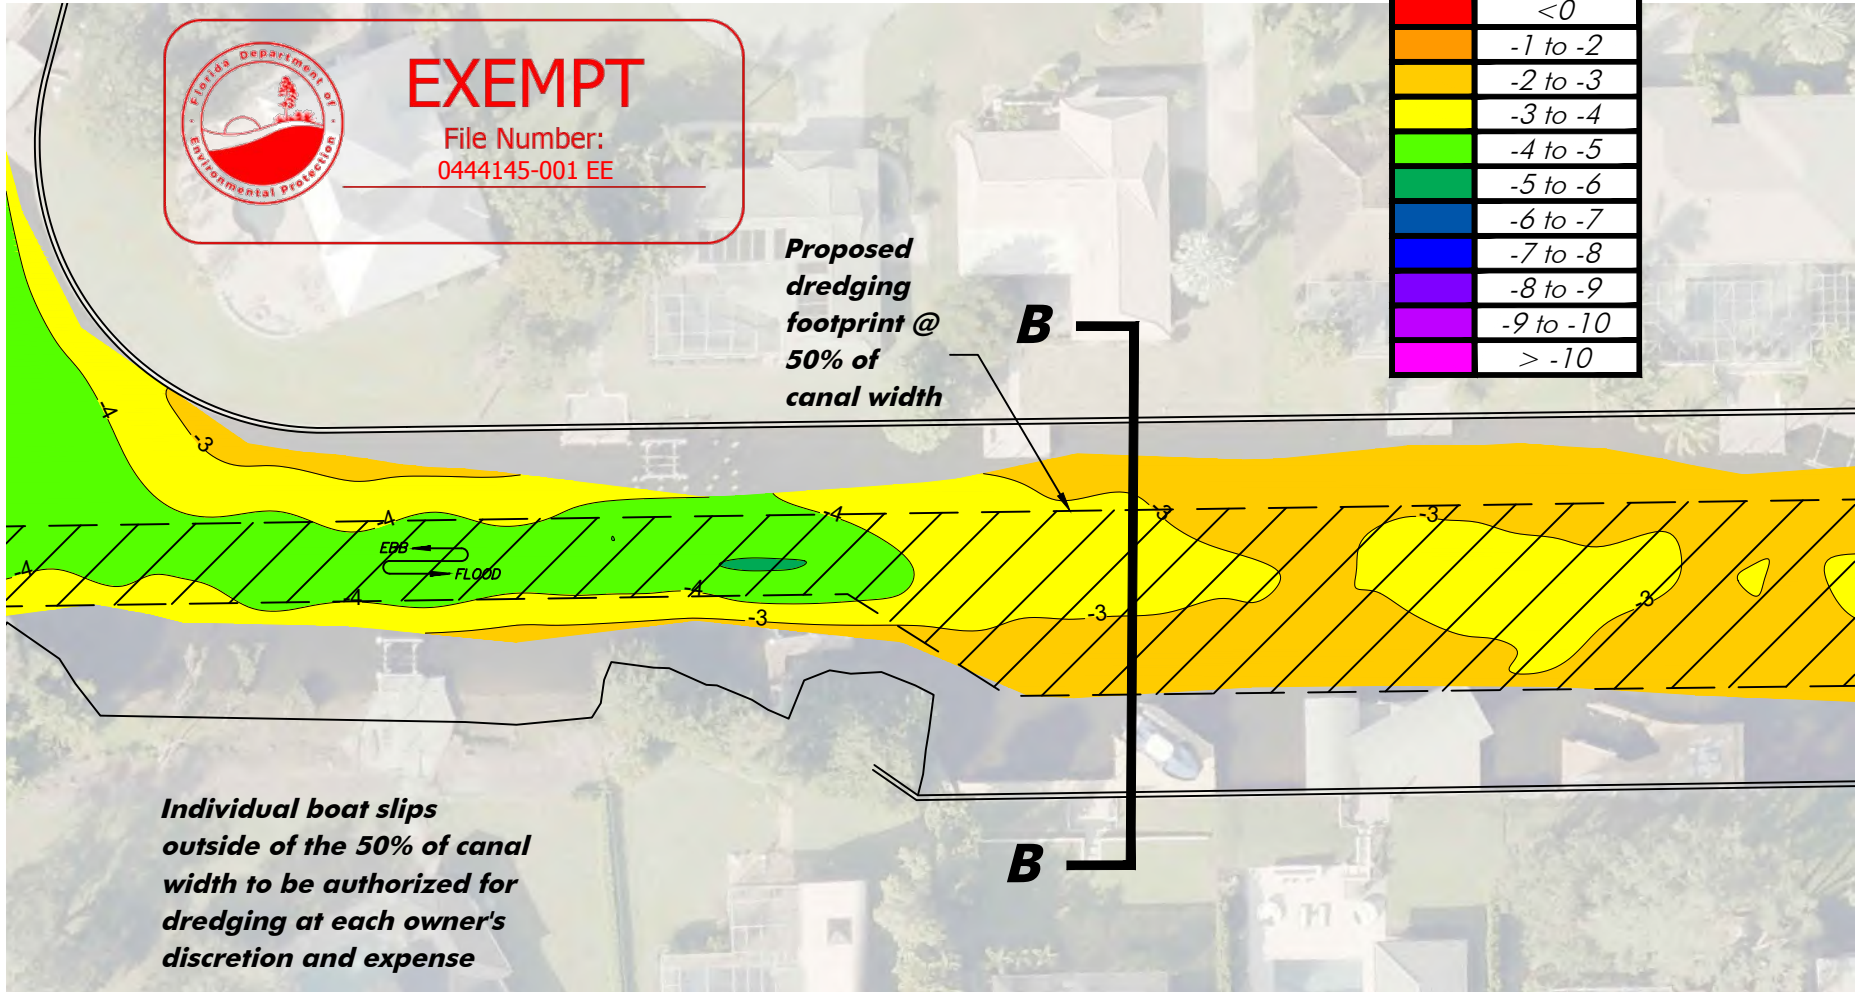 Florida Department of
Environmental Protection
EXEMPT
File Number:
0444145-001 EE
<0
-1 to -2
-2 to -3
-3 to -4
-4 to -5
-5 to -6
-6 to -7
-7 to -8
-8 to -9
-9 to -10
> -10
Proposed
dredging
footprint @
50% of
canal width
B
-4
-3
-4
-4
-3
-3
EBB
FLOOD
-4
-4
-4
-3
-3
-3
B
Individual boat slips
outside of the 50% of canal
width to be authorized for
dredging at each owner's
discretion and expense